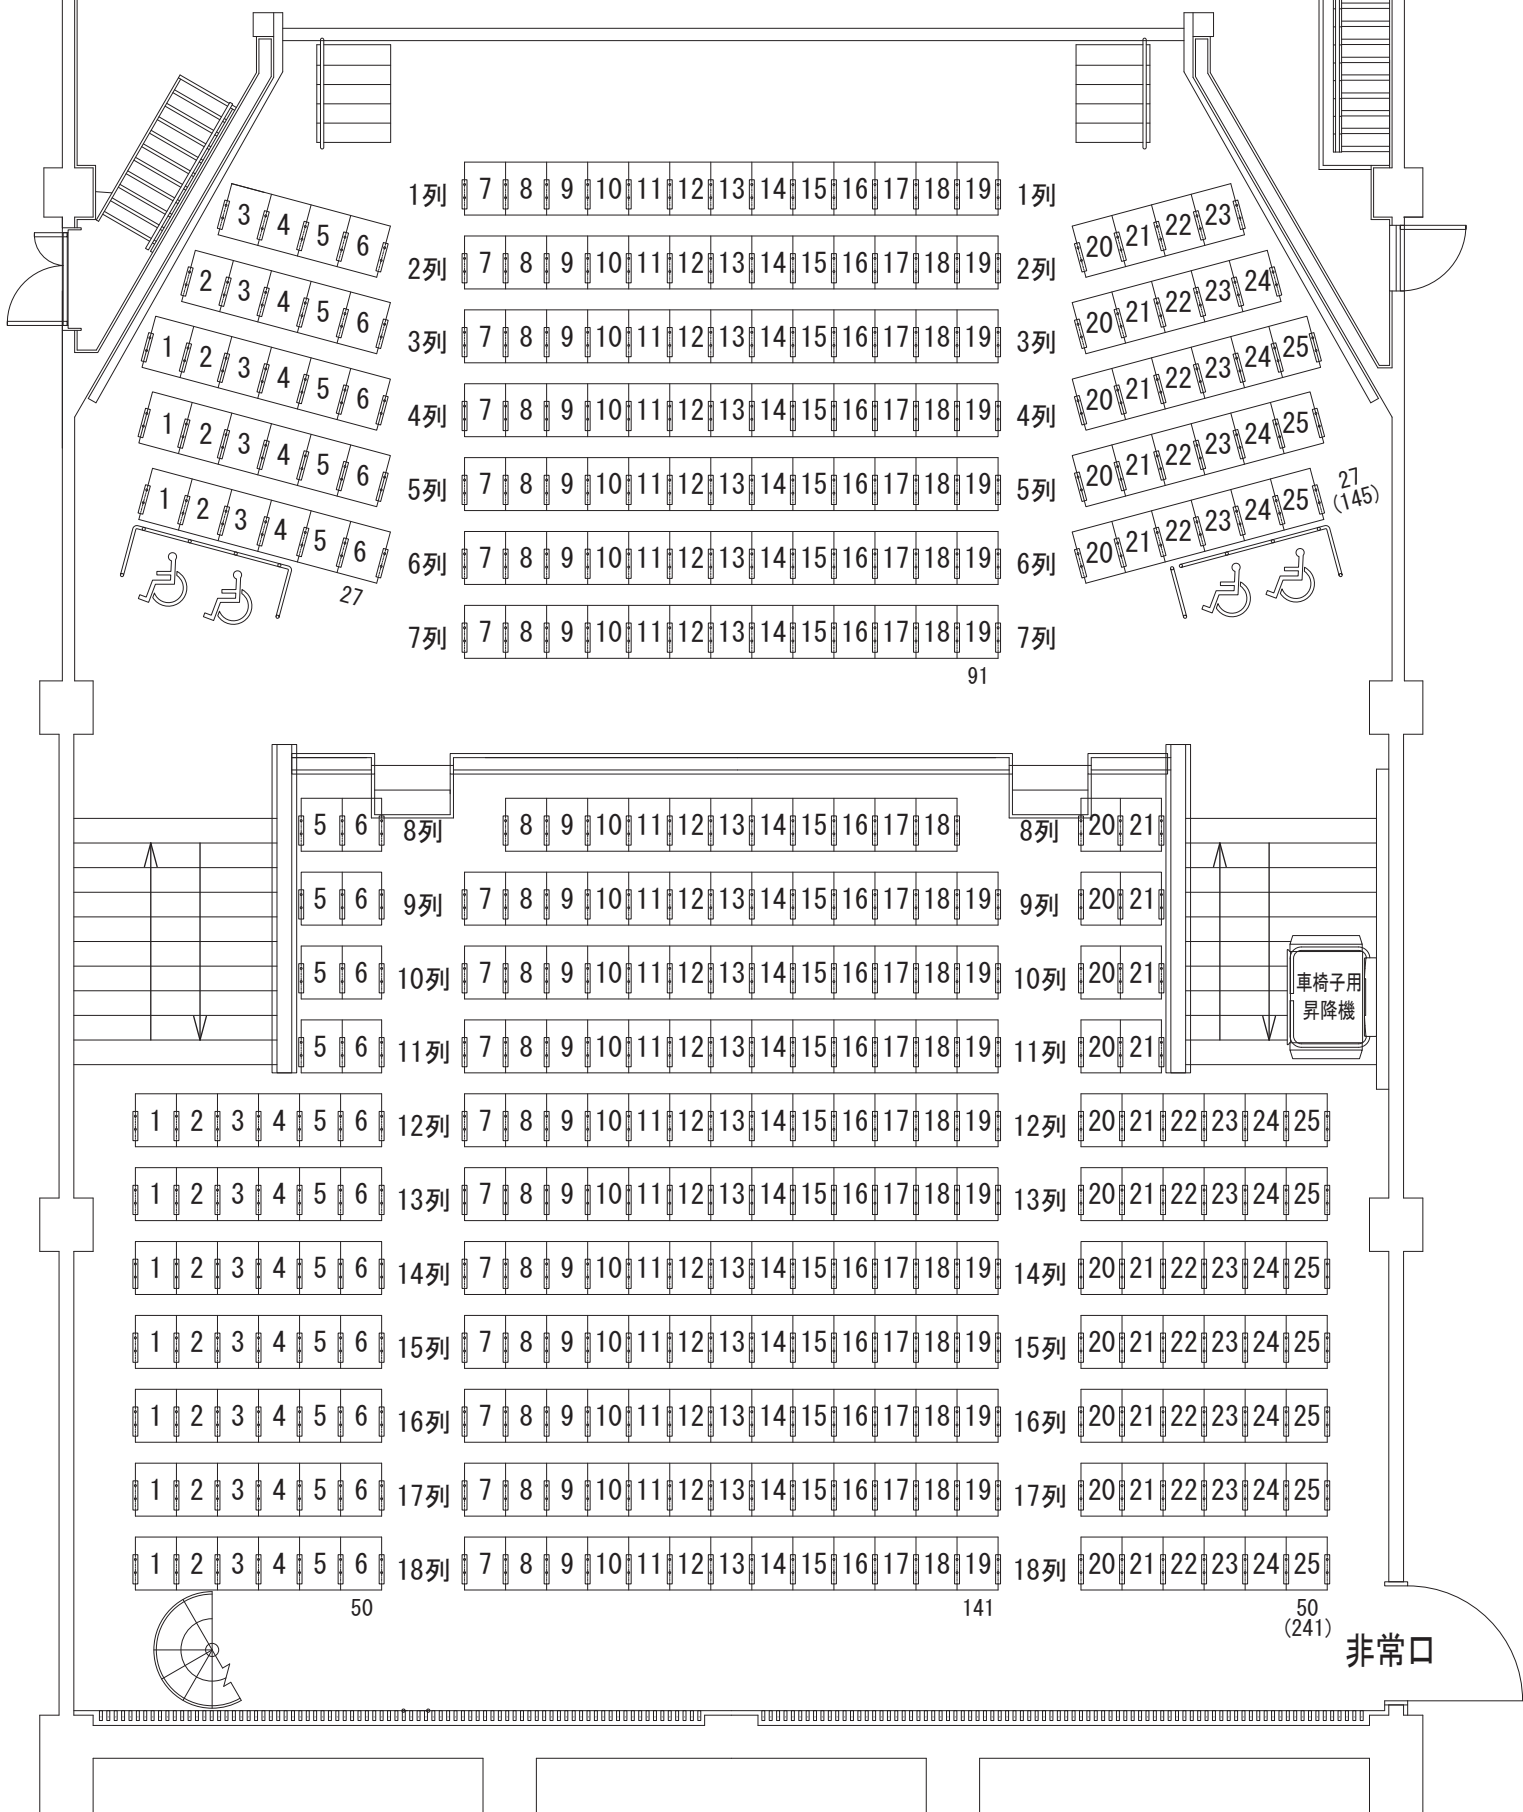 1列 7 8 9 10 11 12 13 14 15 16 17 18 19 1列
3 4 5 6
20 21 22 23
2列 7 8 9 10 11 12 13 14 15 16 17 18 19 2列
2 3 4 5 6
20 21 22 23 24
3列 7 8 9 10 11 12 13 14 15 16 17 18 19 3列
1 2 3 4 5 6
20 21 22 23 24 25
4列 7 8 9 10 11 12 13 14 15 16 17 18 19 4列
1 2 3 4 5 6
20 21 22 23 24 25
5列 7 8 9 10 11 12 13 14 15 16 17 18 19 5列
1 2 3 4 5 6
20 21 22 23 24 25
27
(145)
6列 7 8 9 10 11 12 13 14 15 16 17 18 19 6列
27
7列 7 8 9 10 11 12 13 14 15 16 17 18 19 7列
91
5 6 8列 8 9 10 11 12 13 14 15 16 17 18 8列 20 21
5 6 9列 7 8 9 10 11 12 13 14 15 16 17 18 19 9列 20 21
5 6 10列 7 8 9 10 11 12 13 14 15 16 17 18 19 10列 20 21
車椅子用
昇降機
5 6 11列 7 8 9 10 11 12 13 14 15 16 17 18 19 11列 20 21
1 2 3 4 5 6 12列 7 8 9 10 11 12 13 14 15 16 17 18 19 12列 20 21 22 23 24 25
1 2 3 4 5 6 13列 7 8 9 10 11 12 13 14 15 16 17 18 19 13列 20 21 22 23 24 25
1 2 3 4 5 6 14列 7 8 9 10 11 12 13 14 15 16 17 18 19 14列 20 21 22 23 24 25
1 2 3 4 5 6 15列 7 8 9 10 11 12 13 14 15 16 17 18 19 15列 20 21 22 23 24 25
1 2 3 4 5 6 16列 7 8 9 10 11 12 13 14 15 16 17 18 19 16列 20 21 22 23 24 25
1 2 3 4 5 6 17列 7 8 9 10 11 12 13 14 15 16 17 18 19 17列 20 21 22 23 24 25
1 2 3 4 5 6 18列 7 8 9 10 11 12 13 14 15 16 17 18 19 18列 20 21 22 23 24 25
50 141 50
(241)
非常口